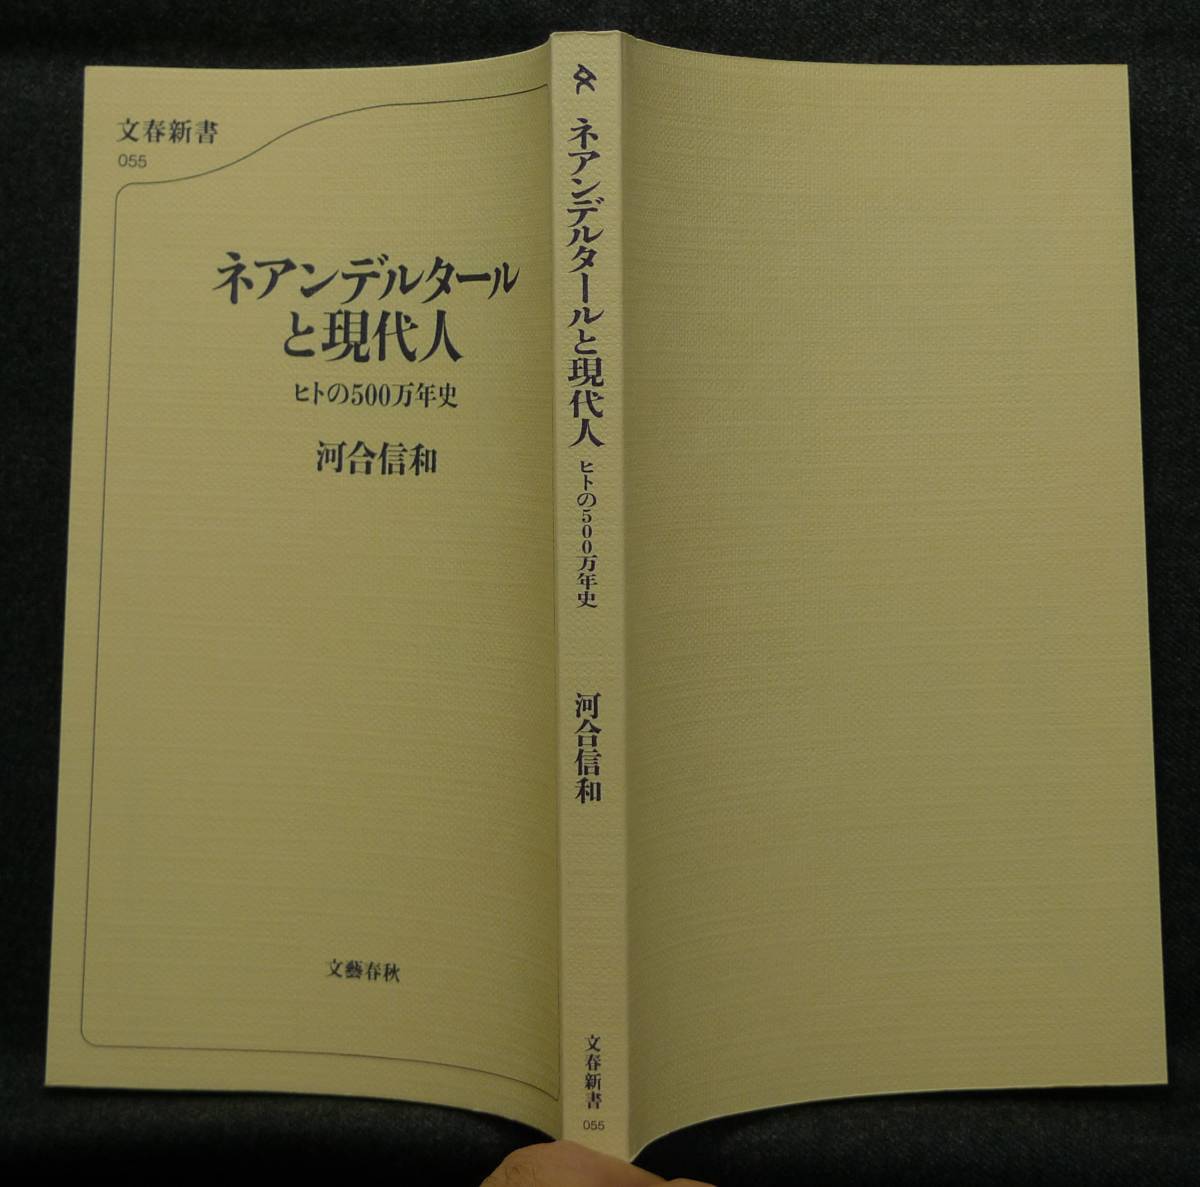 文春新書
055
ネアンデルタール
と現代人
ヒトの500万年史
河合信和
文藝春秋
ネアンデルタールと現代人 ヒトの500万年史
河合信和
文春新書
055